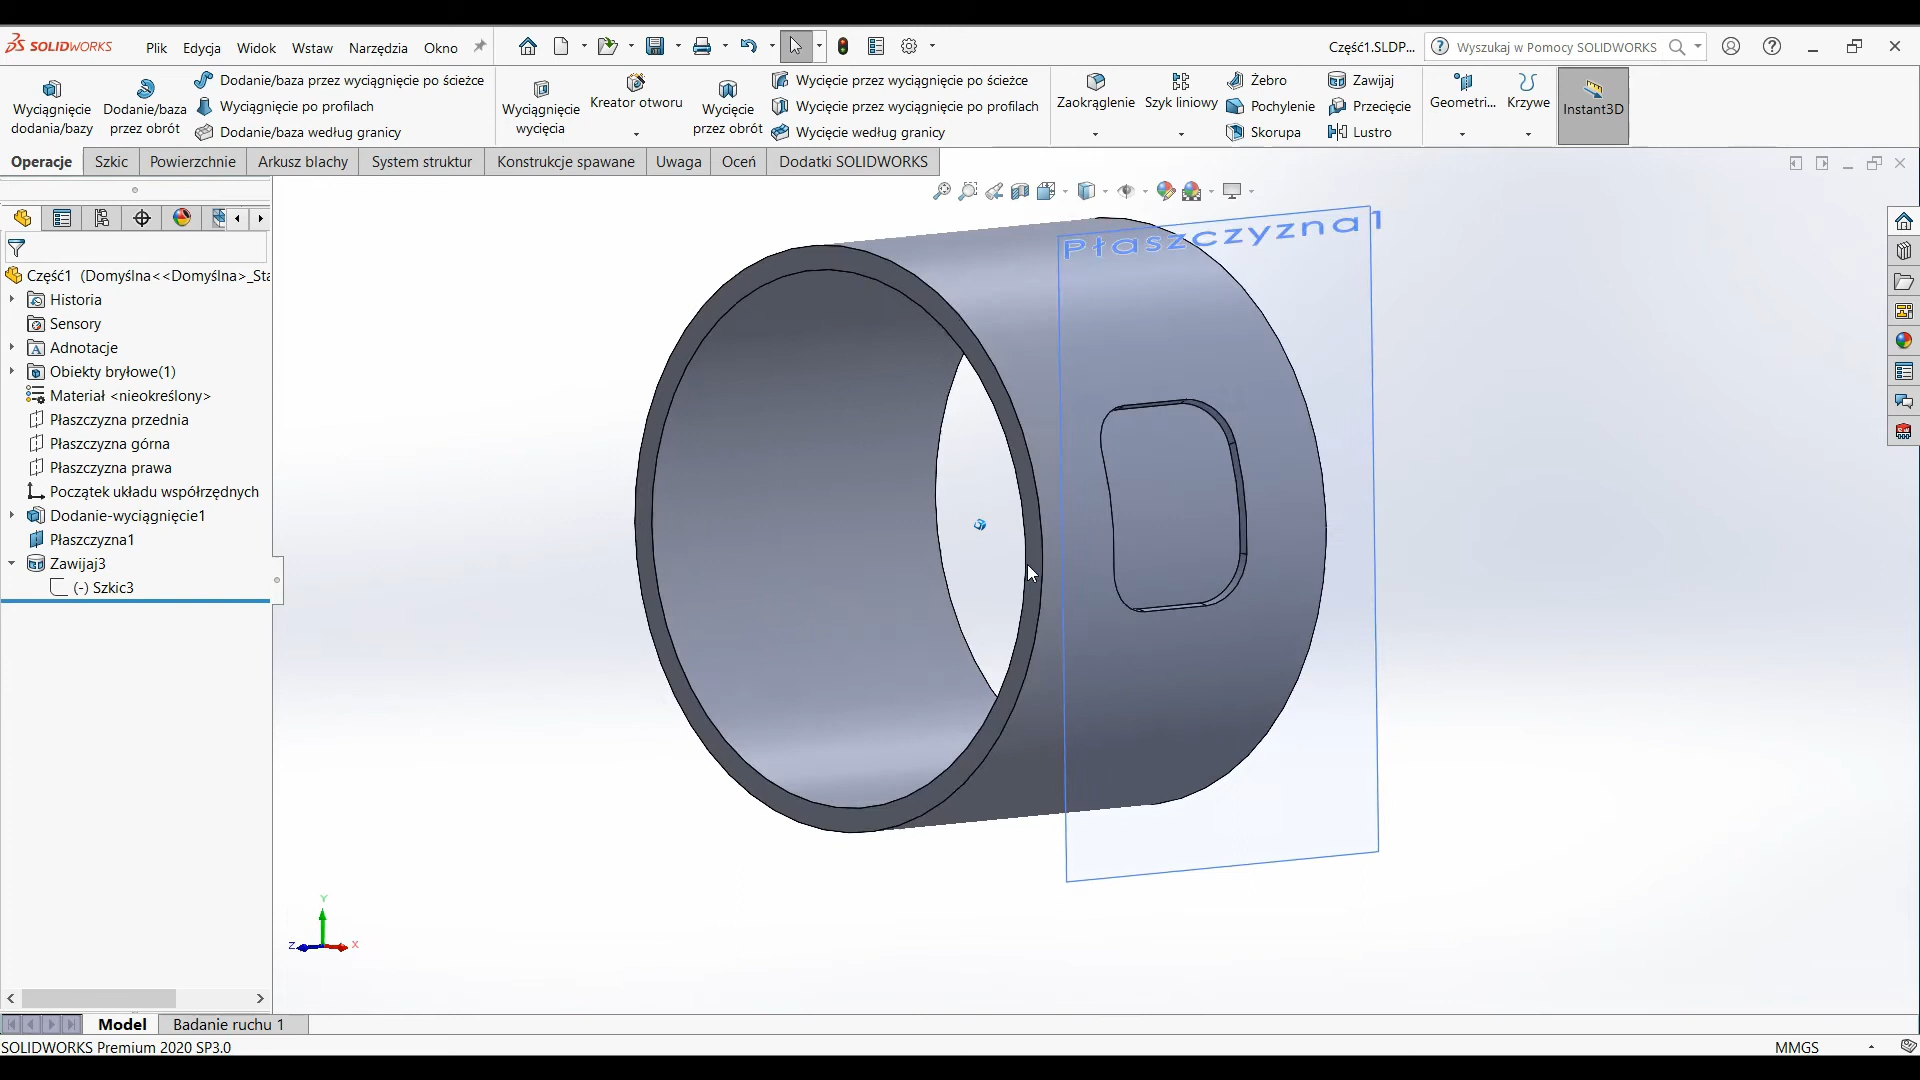 SOLIDWORKS
Plik Edycja Widok Wstaw Narzędzia Okno
Część1.SLDP...
Wyszukaj w Pomocy SOLIDWORKS
Wyciągnięcie dodania/bazy
Dodanie/baza przez obrót
Dodanie/baza przez wyciągnięcie po ścieżce
Wyciągnięcie po profilach
Dodanie/baza według granicy
Wyciągnięcie wycięcia
Kreator otworu
Wycięcie przez obrót
Wycięcie przez wyciągnięcie po ścieżce
Wycięcie przez wyciągnięcie po profilach
Wycięcie według granicy
Zaokrąglenie
Szyk liniowy
Żebro
Pochylenie
Skorupa
Zawijaj
Przecięcie
Lustro
Geometri...
Krzywe
Instant3D
Operacje Szkic Powierzchnie Arkusz blachy System struktur Konstrukcje spawane Uwaga Oceń Dodatki SOLIDWORKS
Część1 (Domyślna<<Domyślna>_Sta
Historia
Sensory
Adnotacje
Obiekty bryłowe(1)
Materiał <nieokreślony>
Płaszczyzna przednia
Płaszczyzna górna
Płaszczyzna prawa
Początek układu współrzędnych
Dodanie-wyciągnięcie1
Płaszczyzna1
Zawijaj3
(-) Szkic3
Płaszczyzna1
Y
Z
X
Model Badanie ruchu 1
SOLIDWORKS Premium 2020 SP3.0
MMGS